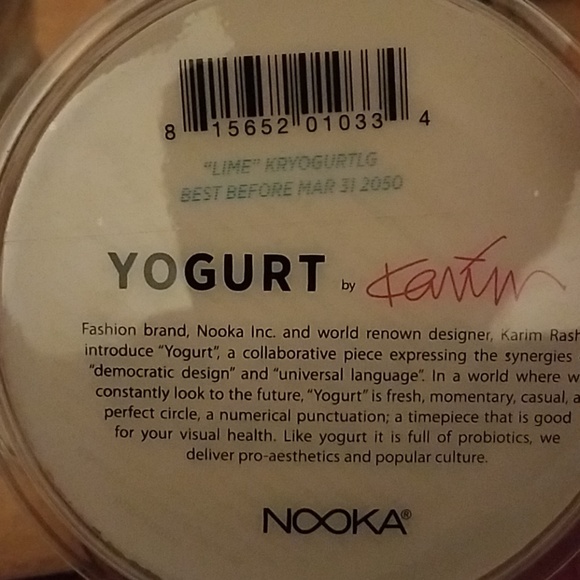 8 15652 01033 4
"LIME" KRYOGURTLG
BEST BEFORE MAR 31 2050
YOGURT by Karim
Fashion brand, Nooka Inc. and world renown designer, Karim Rash
introduce "Yogurt", a collaborative piece expressing the synergies
"democratic design" and "universal language". In a world where w
constantly look to the future, "Yogurt" is fresh, momentary, casual, a
perfect circle, a numerical punctuation; a timepiece that is good
for your visual health. Like yogurt it is full of probiotics, we
deliver pro-aesthetics and popular culture.
NOOKA®